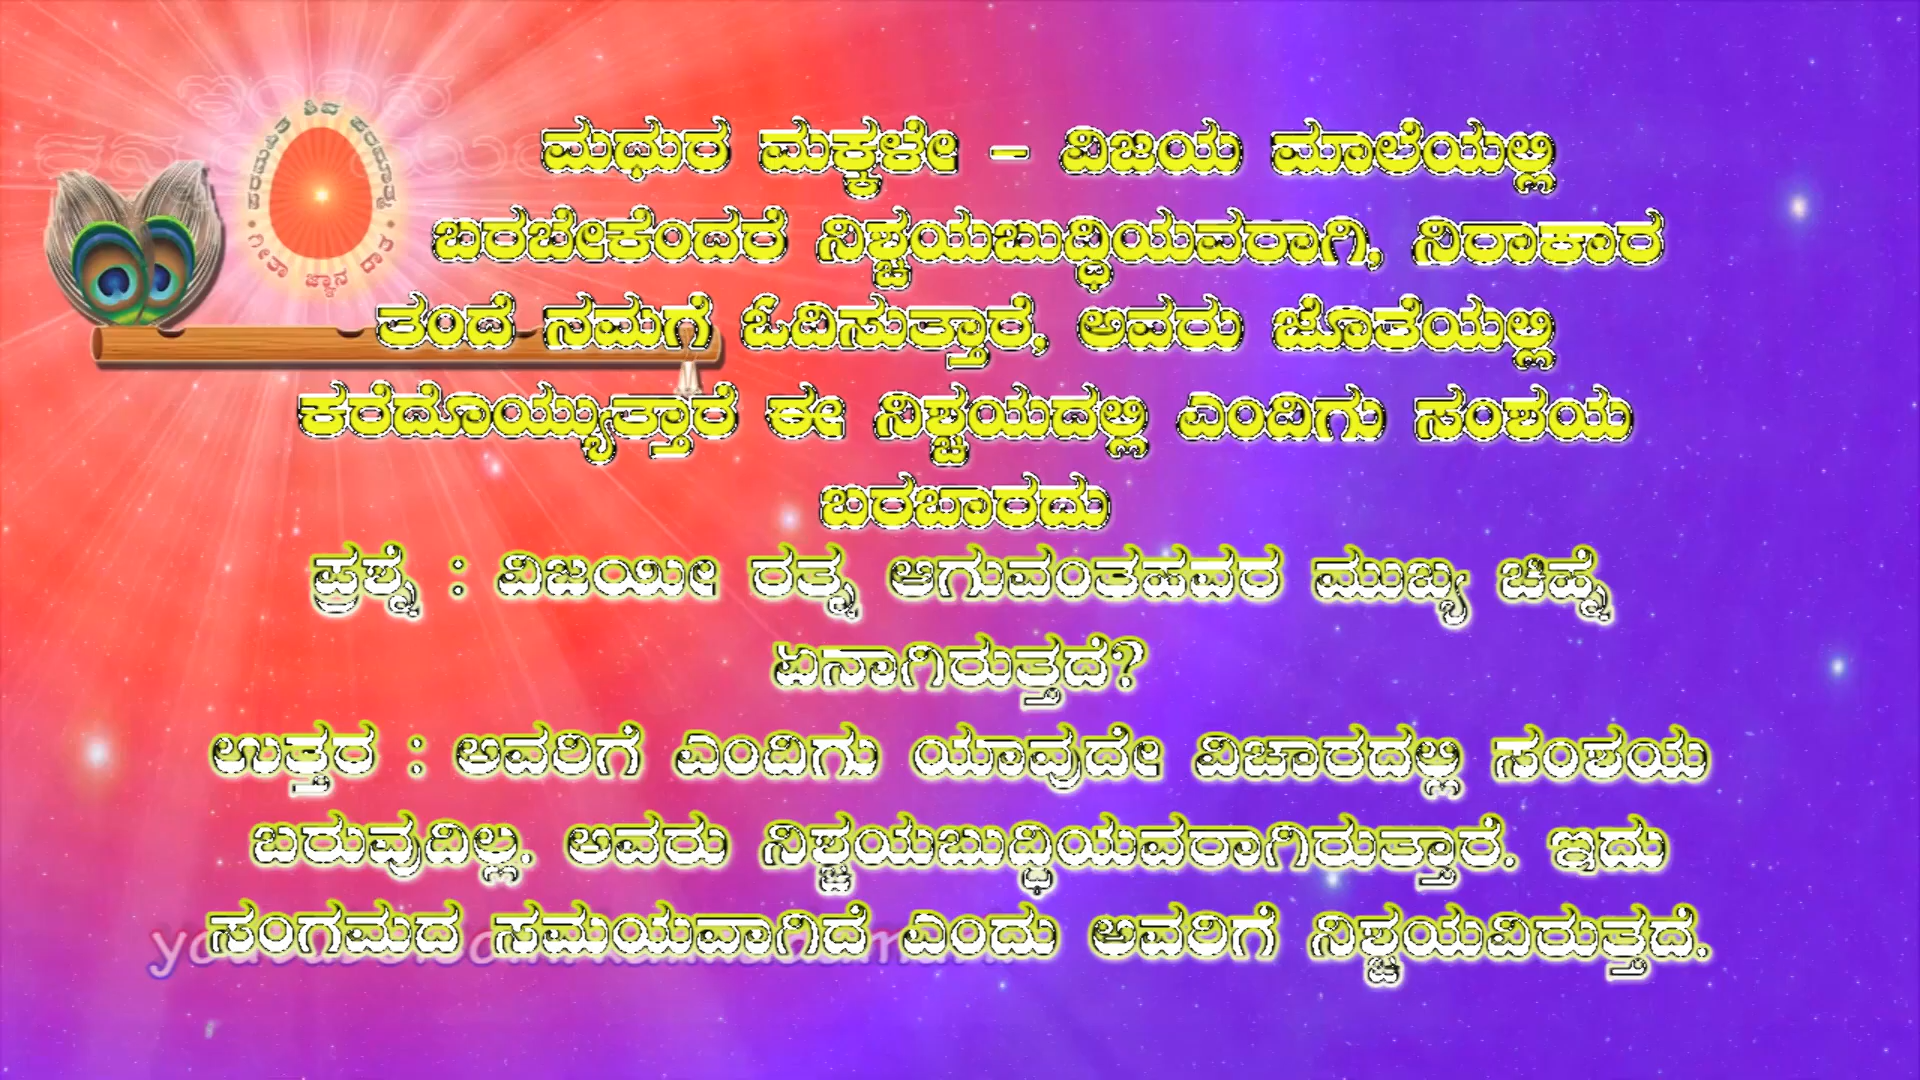 ಮಧುರ ಮಕ್ಕಳೇ – ವಿಜಯ ಮಾಲೆಯಲ್ಲಿ
ಬರಬೇಕೆಂದರೆ ನಿಶ್ಚಯಬುದ್ಧಿಯವರಾಗಿ, ನಿರಾಕಾರ
ತಂದೆ ನಮಗೆ ಓದಿಸುತ್ತಾರೆ, ಅವರು ಜೊತೆಯಲ್ಲಿ
ಕರೆದೊಯ್ಯುತ್ತಾರೆ ಈ ನಿಶ್ಚಯದಲ್ಲಿ ಎಂದಿಗು ಸಂಶಯ
ಬರಬಾರದು
ಪ್ರಶ್ನೆ : ವಿಜಯೀ ರತ್ನ ಆಗುವಂತಹವರ ಮುಖ್ಯ ಚಿಹ್ನೆ
ಏನಾಗಿರುತ್ತದೆ?
ಉತ್ತರ : ಅವರಿಗೆ ಎಂದಿಗು ಯಾವುದೇ ವಿಚಾರದಲ್ಲಿ ಸಂಶಯ
ಬರುವುದಿಲ್ಲ. ಅವರು ನಿಶ್ಚಯಬುದ್ಧಿಯವರಾಗಿರುತ್ತಾರೆ. ಇದು
ಸಂಗಮದ ಸಮಯವಾಗಿದೆ ಎಂದು ಅವರಿಗೆ ನಿಶ್ಚಯವಿರುತ್ತದೆ.
ಪರಮಪಿತ ಶಿವ ಪರಮಾತ್ಮ
ಗೀತಾ ಜ್ಞಾನ ದಾತ